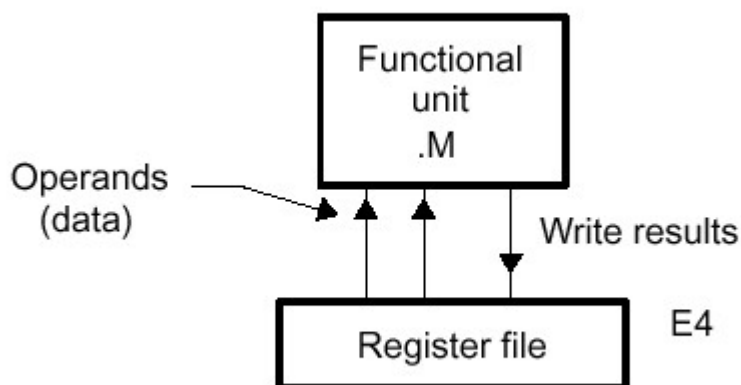 Functional
unit
.M
Operands
(data)
Write results
E4
Register file